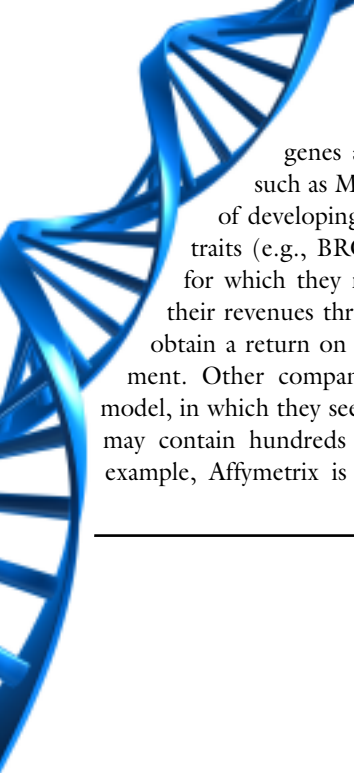 genes
such as M
of developing
traits (e.g., BRC
for which they
their revenues thr
obtain a return on
ment. Other compan
model, in which they see
may contain hundreds
example, Affymetrix is